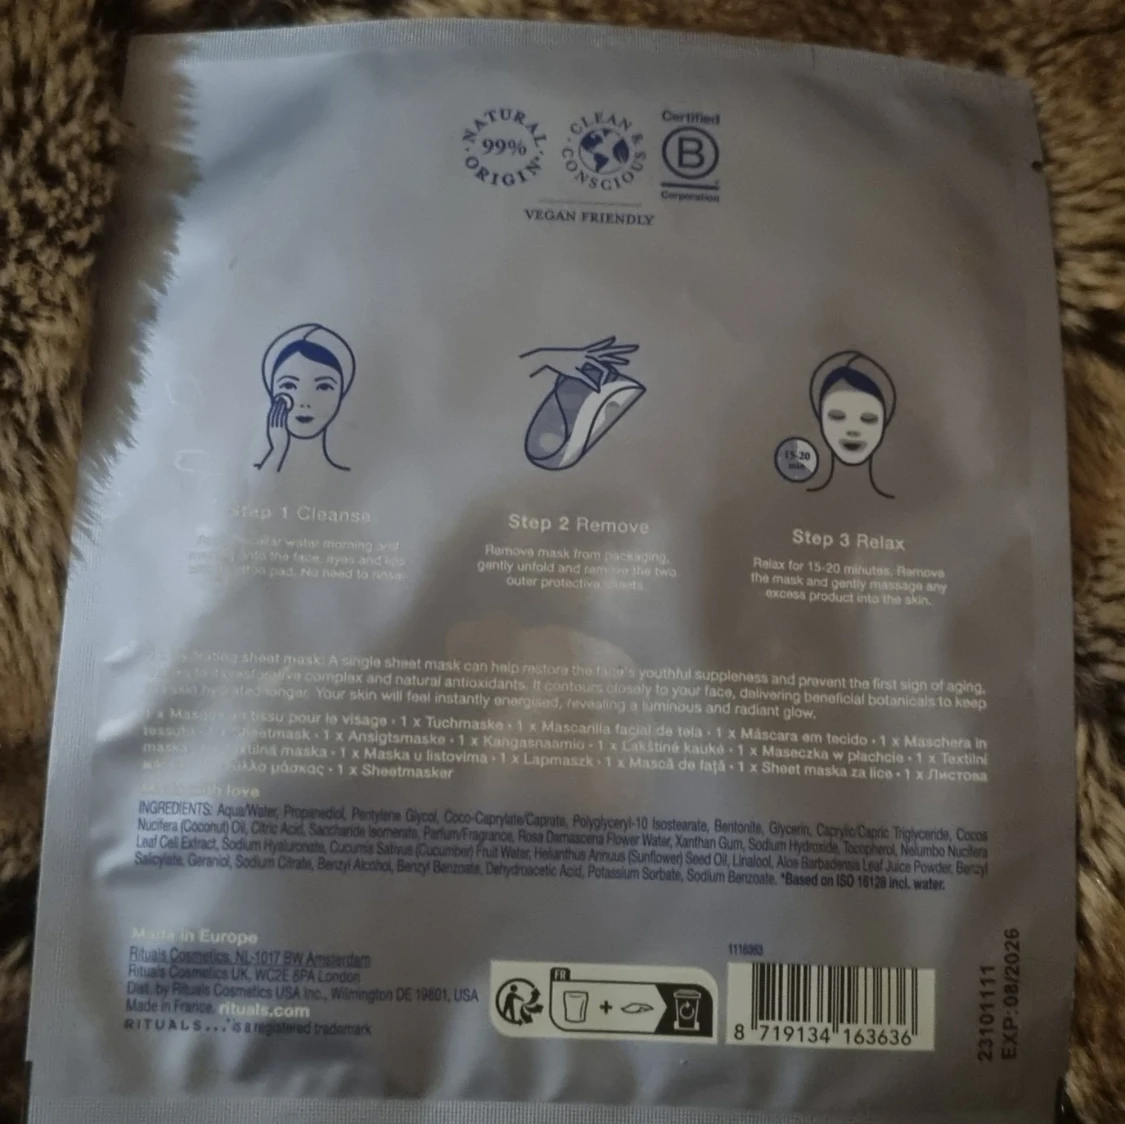 NATURAL ORIGIN
99%
CLEAN & CONSCIOUS
Certified
B
Corporation
VEGAN FRIENDLY
15-20
min
Step 1 Cleanse
water morning and
into the face, eyes and lips
pad. No need to rinse.
Step 2 Remove
Remove mask from packaging,
gently unfold and remove the two
outer protective sheets.
Step 3 Relax
Relax for 15-20 minutes. Remove
the mask and gently massage any
excess product into the skin.
sheet mask: A single sheet mask can help restore the face's youthful suppleness and prevent the first sign of aging,
complex and natural antioxidants. It contours closely to your face, delivering beneficial botanicals to keep
hydrated longer. Your skin will feel instantly energised, revealing a luminous and radiant glow.
tissu pour le visage • 1 x Tuchmaske • 1 x Mascarilla facial de tela • 1 x Máscara em tecido • 1 x Maschera in
tessuto • Sheetmask • 1 x Ansigtsmaske • 1 x Kangasnaamio • 1 x Lakštinė kaukė • 1 x Maseczka w płachcie • 1 x Textilní
maska • maska • 1 x Maska u listovima • 1 x Lapmaszk • 1 x Mască de față • 1 x Sheet maska za lice • 1 x Листова
μάσκας • 1 x Sheetmasker
with love
INGREDIENTS: Aqua/Water, Propanediol, Pentylene Glycol, Coco-Caprylate/Caprate, Polyglyceryl-10 Isostearate, Bentonite, Glycerin, Caprylic/Capric Triglyceride, Cocos
Nucifera (Coconut) Oil, Citric Acid, Saccharide Isomerate, Parfum/Fragrance, Rosa Damascena Flower Water, Xanthan Gum, Sodium Hydroxide, Tocopherol, Nelumbo Nucifera
Leaf Cell Extract, Sodium Hyaluronate, Cucumis Sativus (Cucumber) Fruit Water, Helianthus Annuus (Sunflower) Seed Oil, Linalool, Aloe Barbadensis Leaf Juice Powder, Benzyl
Salicylate, Geraniol, Sodium Citrate, Benzyl Alcohol, Benzyl Benzoate, Dehydroacetic Acid, Potassium Sorbate, Sodium Benzoate. *Based on ISO 16128 incl. water.
Made in Europe
Rituals Cosmetics, NL-1017 BW Amsterdam
Rituals Cosmetics UK, WC2E 8PA London
Dist. by Rituals Cosmetics USA Inc., Wilmington DE 19801, USA
Made in France. rituals.com
RITUALS...® is a registered trademark
FR
+
1116363
8 719134 163636
23101111
EXP:08/2026